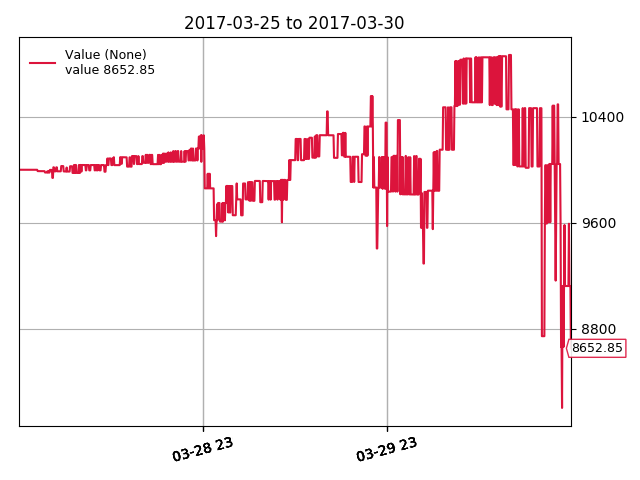 2017-03-25 to 2017-03-30
Value (None)
value 8652.85
10400
9600
8800
8652.85
03-28 23
03-29 23